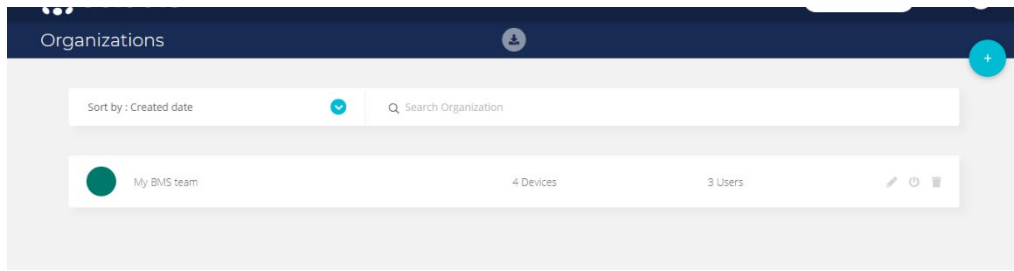 Organizations
+
Sort by : Created date
Search Organization
My BMS team 4 Devices 3 Users